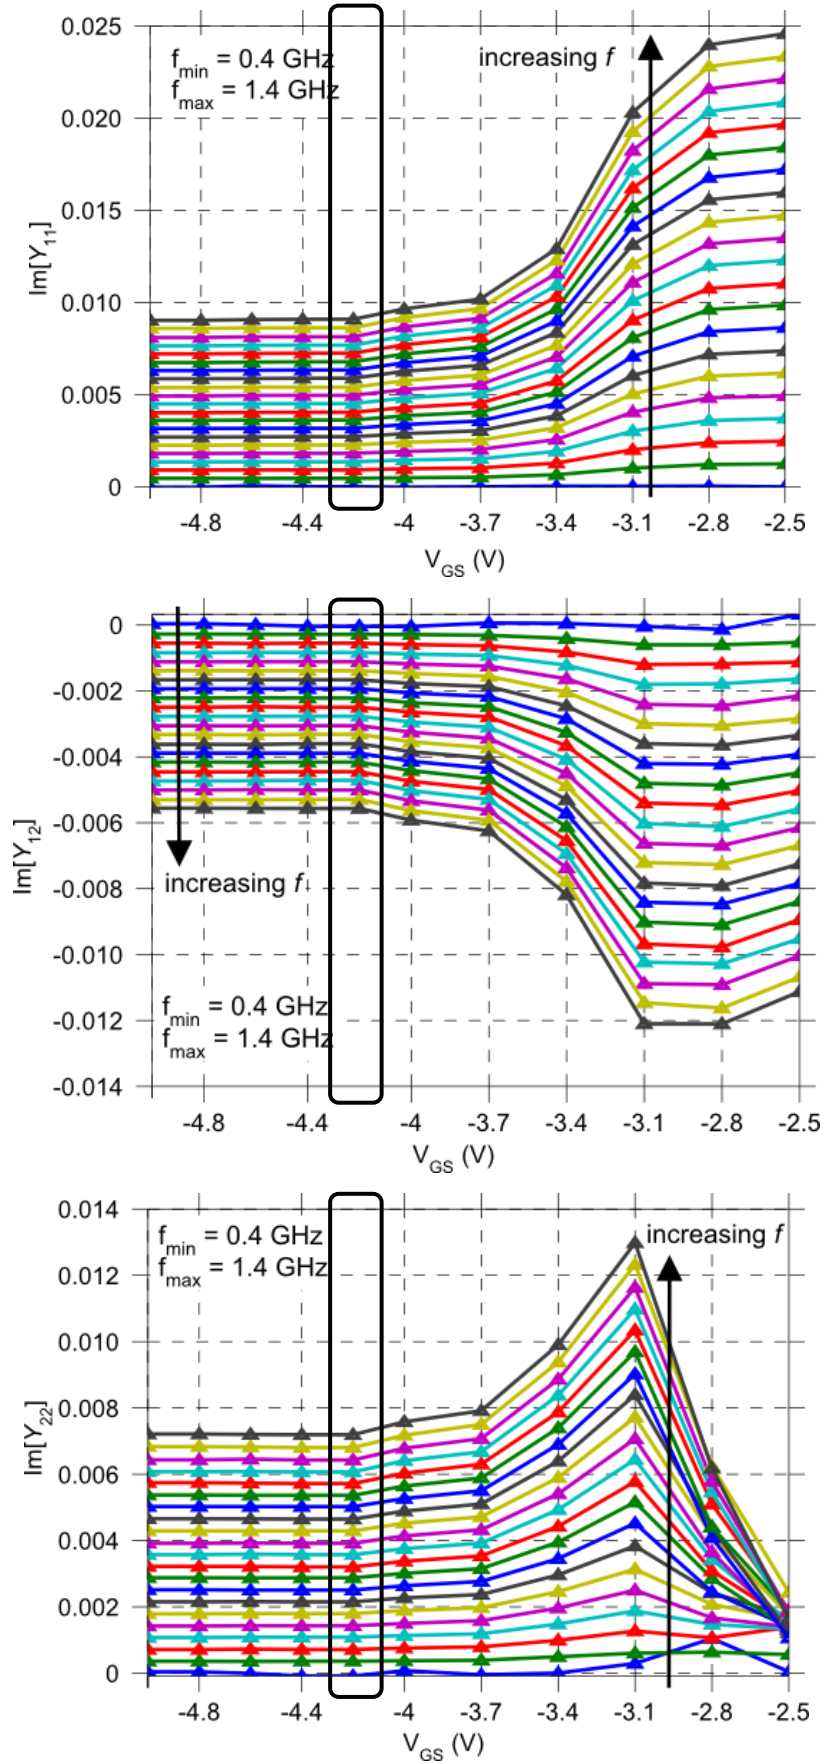 0.025
f_min = 0.4 GHz
f_max = 1.4 GHz
increasing f
0.020
0.015
Im[Y_11]
0.010
0.005
0
-4.8 -4.4 -4 -3.7 -3.4 -3.1 -2.8 -2.5
V_GS (V)
0
-0.002
-0.004
-0.006
Im[Y_12]
increasing f
-0.008
-0.010
f_min = 0.4 GHz
-0.012
f_max = 1.4 GHz
-0.014
-4.8 -4.4 -4 -3.7 -3.4 -3.1 -2.8 -2.5
V_GS (V)
0.014
f_min = 0.4 GHz
increasing f
f_max = 1.4 GHz
0.012
0.010
0.008
Im[Y_22]
0.006
0.004
0.002
0
-4.8 -4.4 -4 -3.7 -3.4 -3.1 -2.8 -2.5
V_GS (V)